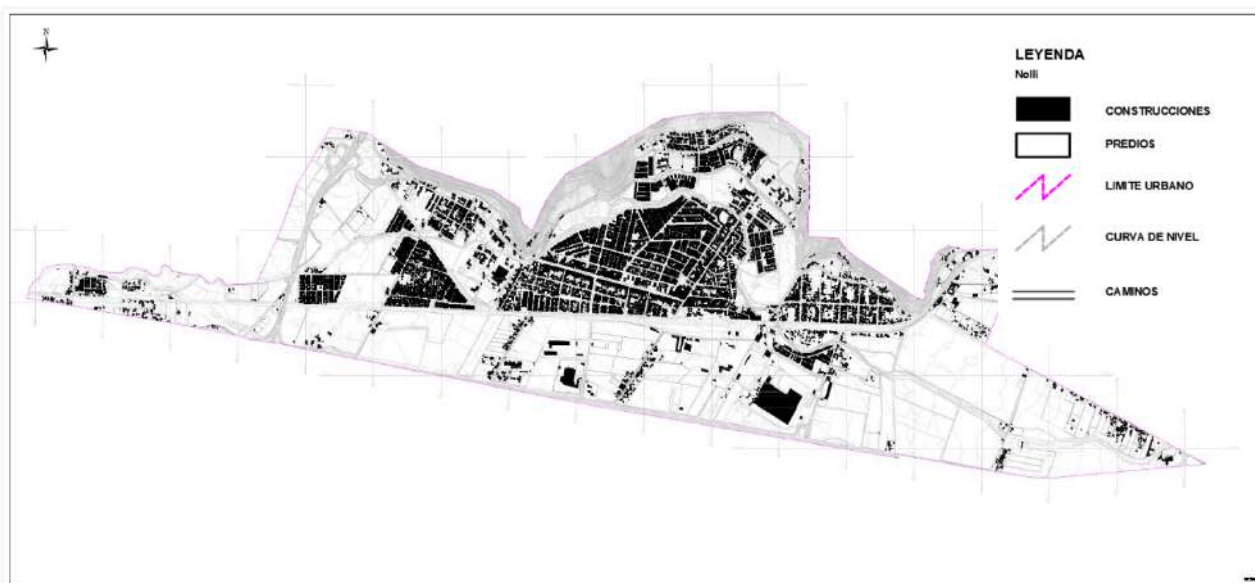 N
LEYENDA
Nolli
CONSTRUCCIONES
PREDIOS
LIMITE URBANO
CURVA DE NIVEL
CAMINOS